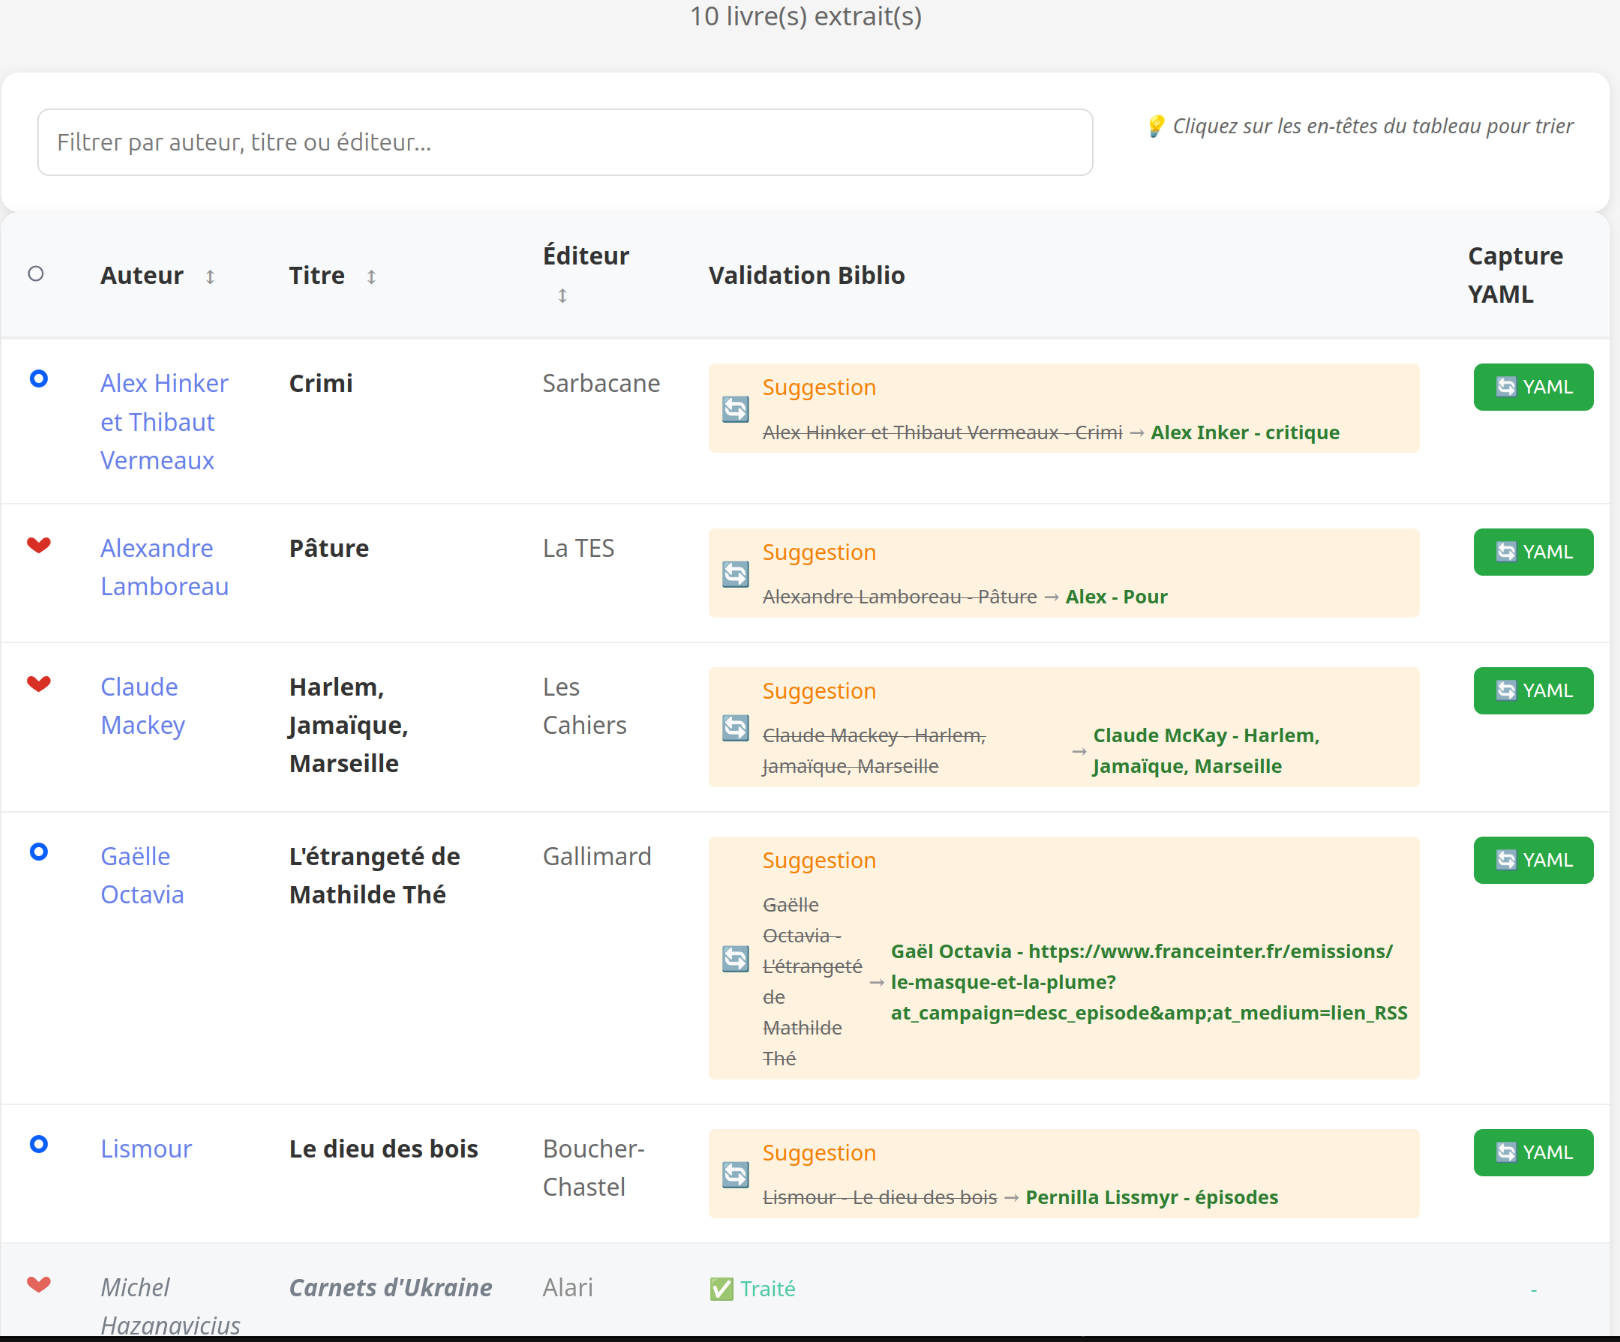 10 livre(s) extrait(s)
Filtrer par auteur, titre ou éditeur...
💡 Cliquez sur les en-têtes du tableau pour trier
Auteur ↕
Titre ↕
Éditeur
↕
Validation Biblio
Capture
YAML
Alex Hinker
et Thibaut
Vermeaux
Crimi
Sarbacane
Suggestion
Alex Hinker et Thibaut Vermeaux - Crimi → Alex Inker - critique
YAML
Alexandre
Lamboreau
Pâture
La TES
Suggestion
Alexandre Lamboreau - Pâture → Alex - Pour
YAML
Claude
Mackey
Harlem,
Jamaïque,
Marseille
Les
Cahiers
Suggestion
Claude Mackey - Harlem,
Jamaïque, Marseille
→
Claude McKay - Harlem,
Jamaïque, Marseille
YAML
Gaëlle
Octavia
L'étrangeté de
Mathilde Thé
Gallimard
Suggestion
Gaëlle
Octavia -
L'étrangeté
de
Mathilde
Thé
→
Gaël Octavia - https://www.franceinter.fr/emissions/
le-masque-et-la-plume?
at_campaign=desc_episode&amp;at_medium=lien_RSS
YAML
Lismour
Le dieu des bois
Boucher-
Chastel
Suggestion
Lismour - Le dieu des bois → Pernilla Lissmyr - épisodes
YAML
Michel
Hazanavicius
Carnets d'Ukraine
Alari
✅ Traité
-